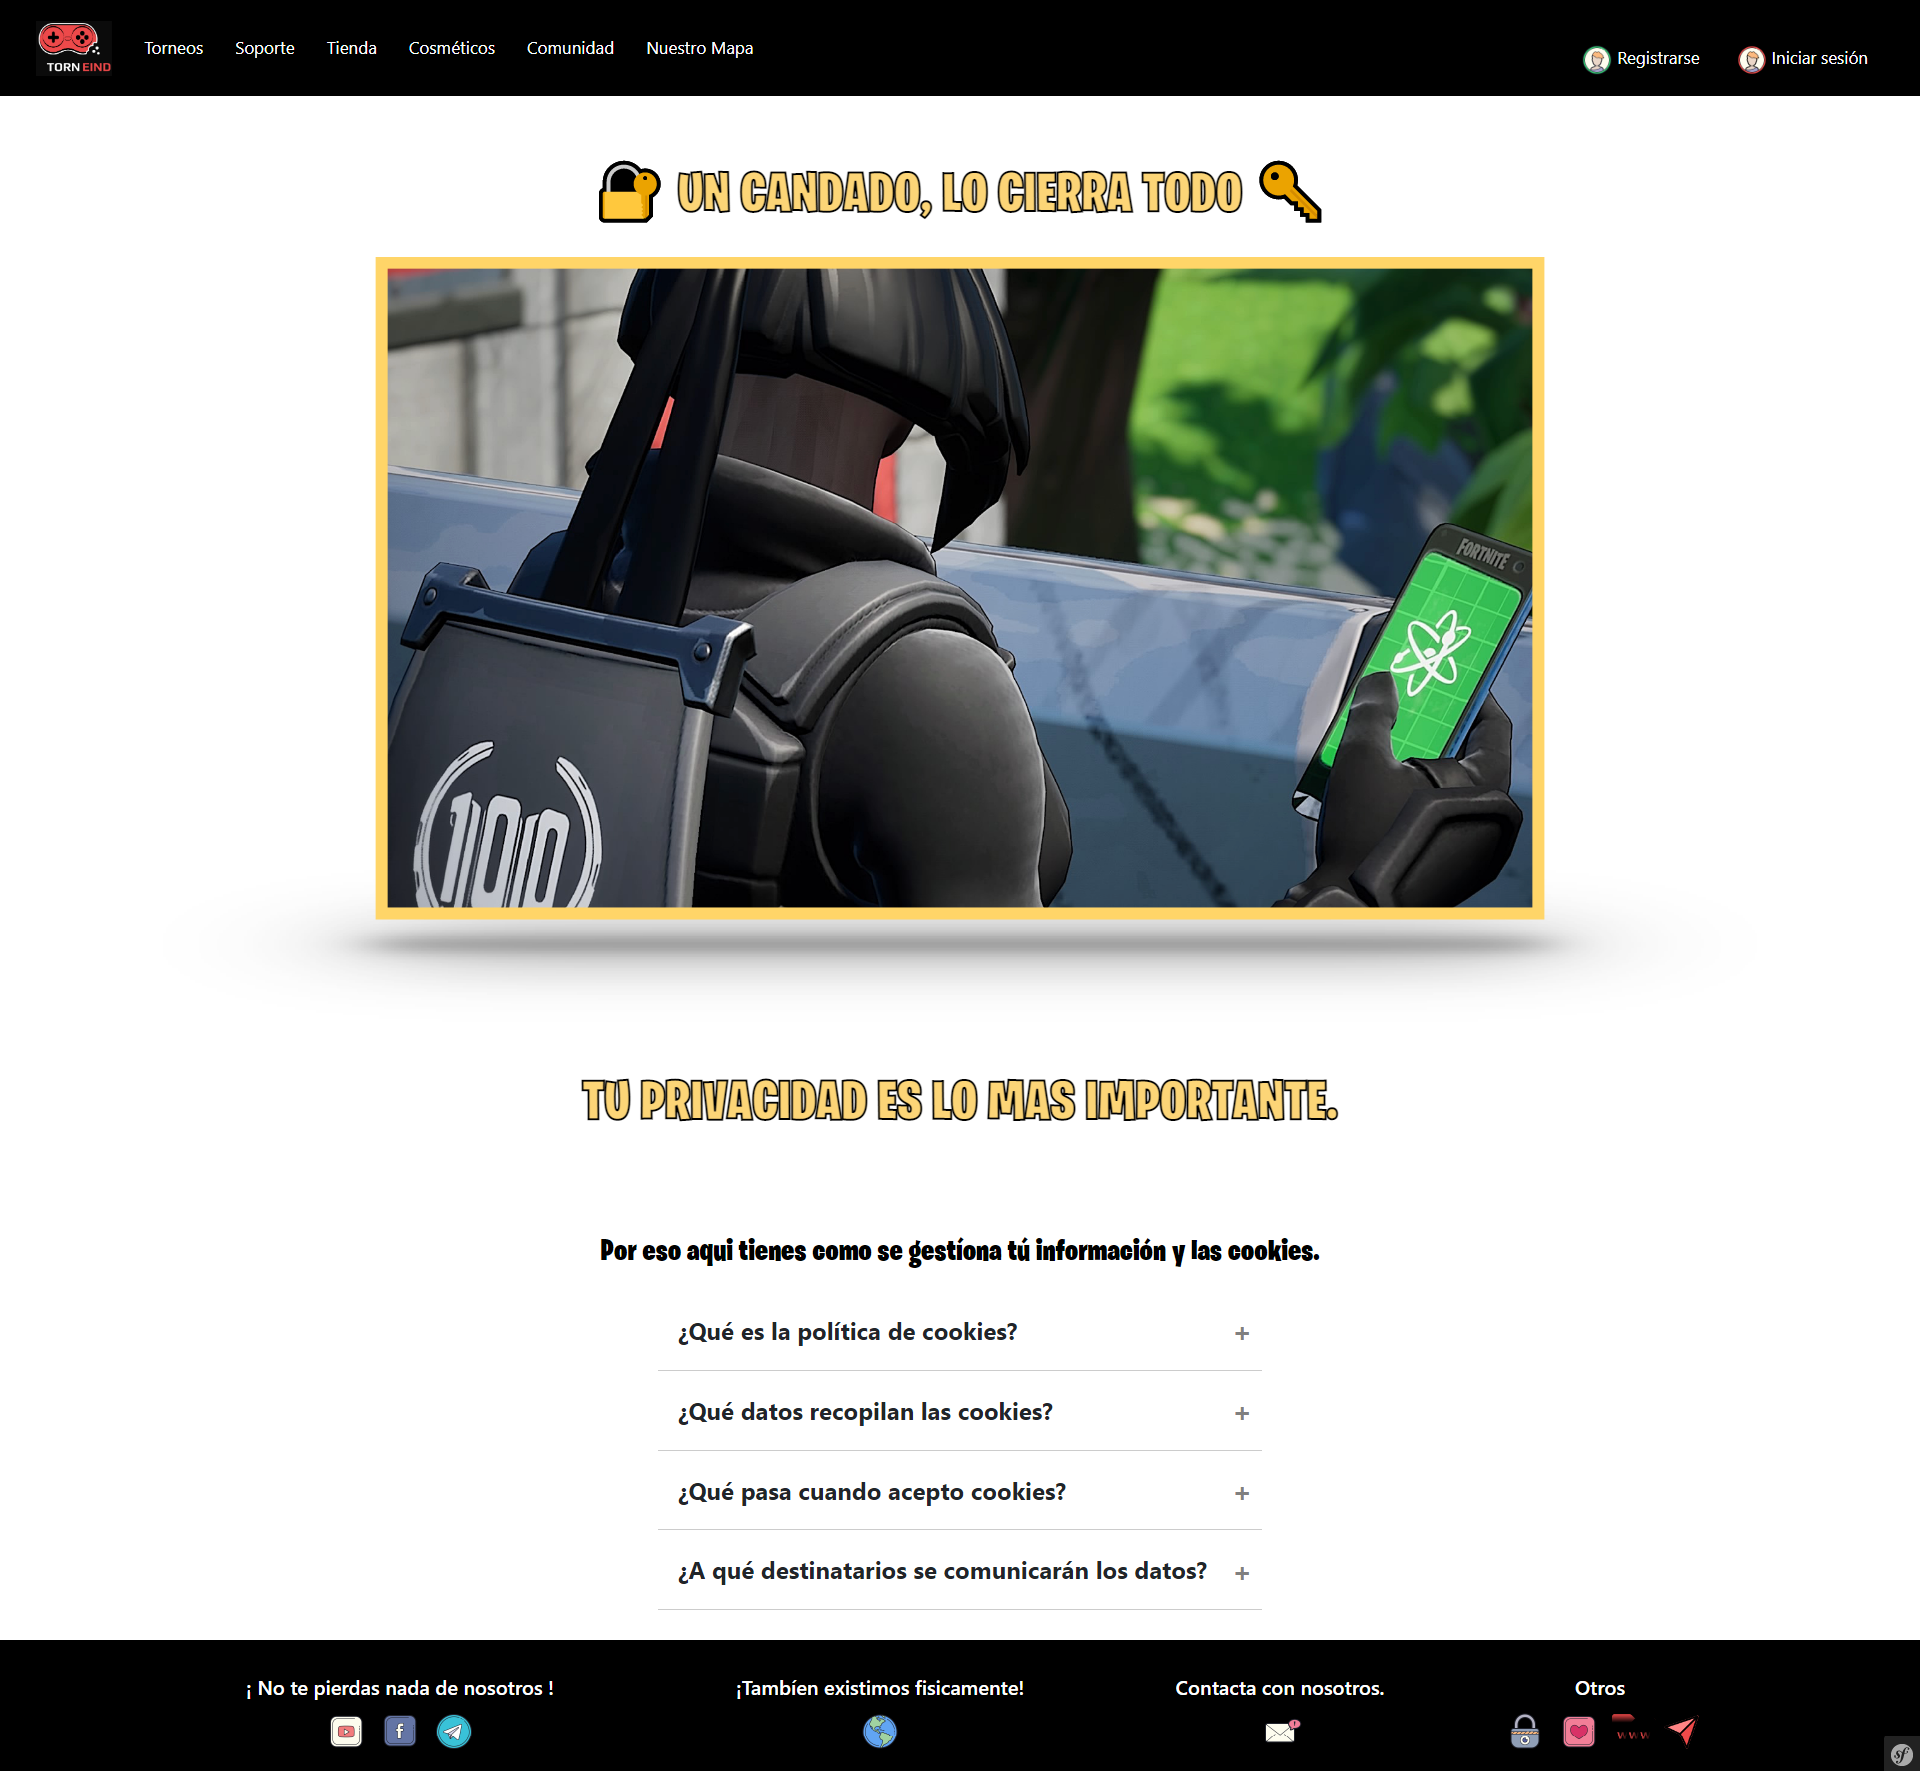 TORNEIND
Torneos
Soporte
Tienda
Cosméticos
Comunidad
Nuestro Mapa
Registrarse
Iniciar sesión
UN CANDADO, LO CIERRA TODO
FORTNITE
100
TU PRIVACIDAD ES LO MAS IMPORTANTE.
Por eso aqui tienes como se gestíona tú información y las cookies.
¿Qué es la política de cookies? +
¿Qué datos recopilan las cookies? +
¿Qué pasa cuando acepto cookies? +
¿A qué destinatarios se comunicarán los datos? +
¡ No te pierdas nada de nosotros !
¡Tambíen existimos fisicamente!
Contacta con nosotros.
Otros
f
www
sf